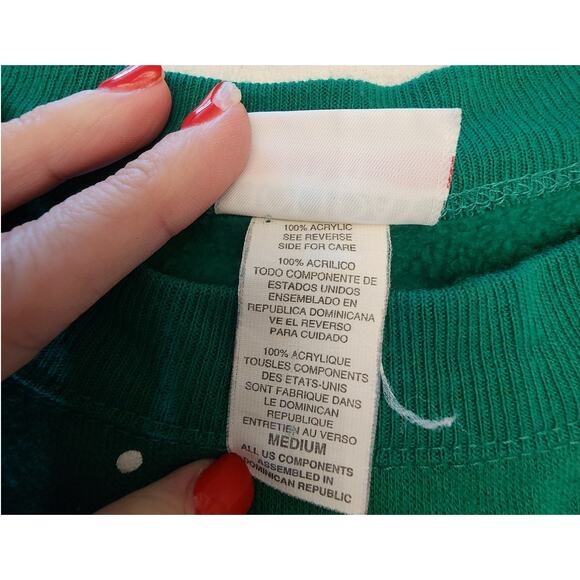 100% ACRYLIC
SEE REVERSE
SIDE FOR CARE
100% ACRILICO
TODO COMPONENTE DE
ESTADOS UNIDOS
ENSEMBLADO EN
REPUBLICA DOMINICANA
VE EL REVERSO
PARA CUIDADO
100% ACRYLIQUE
TOUSLES COMPONENTS
DES ETATS-UNIS
SONT FABRIQUE DANS
LE DOMINICAN
REPUBLIQUE
ENTRETIEN AU VERSO
MEDIUM
ALL US COMPONENTS
ASSEMBLED IN
DOMINICAN REPUBLIC